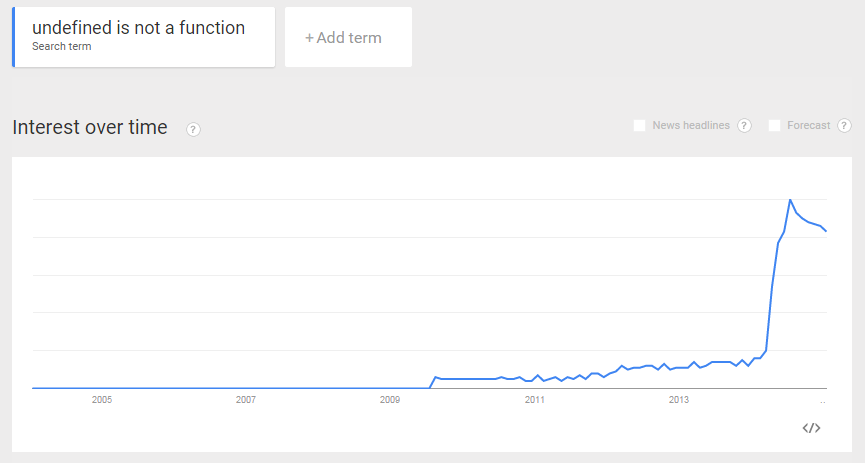 undefined is not a function
Search term
+ Add term
Interest over time ?
News headlines ? Forecast ?
2005 2007 2009 2011 2013 ..
</>